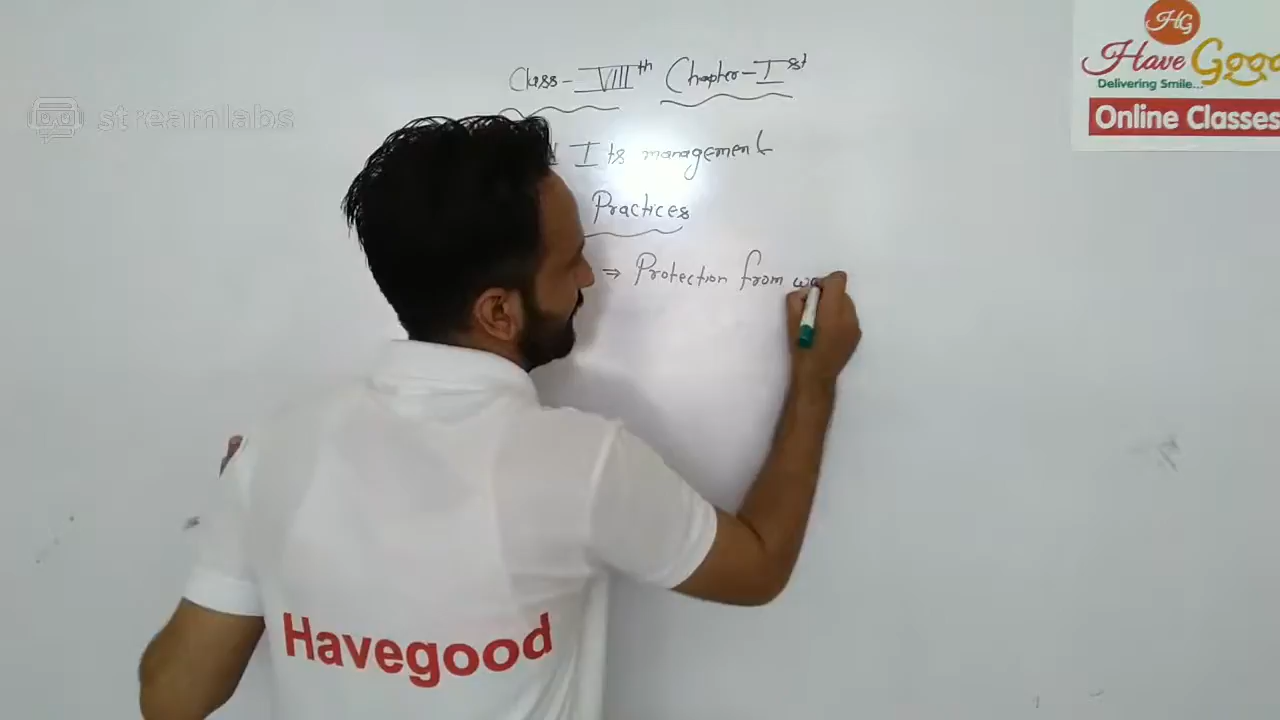 streamlabs
Class-VIIIth Chapter-Ist
Its management
Practices
⇒ Protection from
HG
Have Good
Delivering Smile...
Online Classes
Havegood